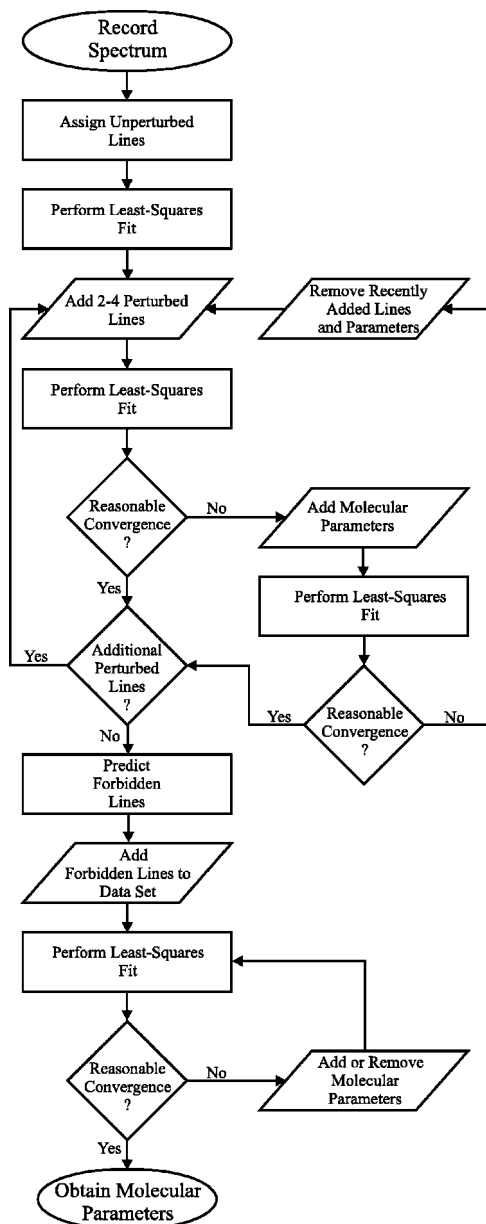 Record
Spectrum
Assign Unperturbed
Lines
Perform Least-Squares
Fit
Add 2-4 Perturbed
Lines
Remove Recently
Added Lines
and Parameters
Perform Least-Squares
Fit
Reasonable
Convergence
?
No
Add Molecular
Parameters
Yes
Perform Least-Squares
Fit
Additional
Perturbed
Lines
?
Yes
Yes
Reasonable
Convergence
?
No
No
Predict
Forbidden
Lines
Add
Forbidden Lines to
Data Set
Perform Least-Squares
Fit
Reasonable
Convergence
?
No
Add or Remove
Molecular
Parameters
Yes
Obtain Molecular
Parameters